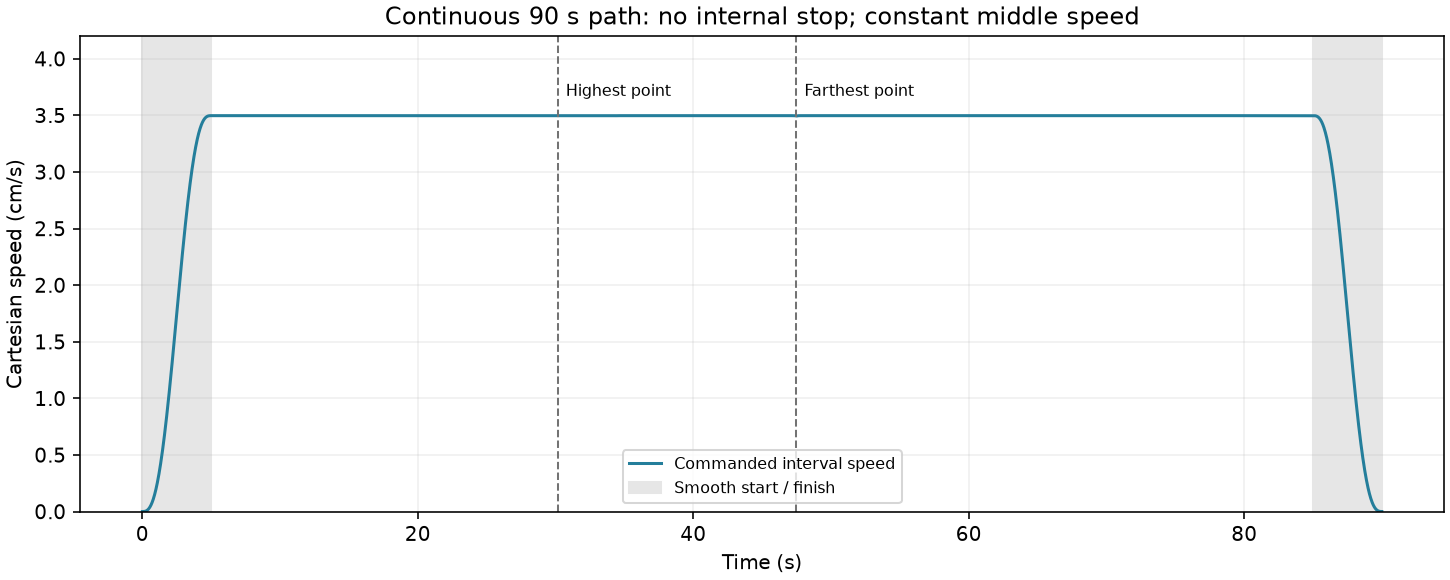 Continuous 90 s path: no internal stop; constant middle speed
Cartesian speed (cm/s)
4.0
3.5
3.0
2.5
2.0
1.5
1.0
0.5
0.0
Highest point
Farthest point
Commanded interval speed
Smooth start / finish
0
20
40
60
80
Time (s)